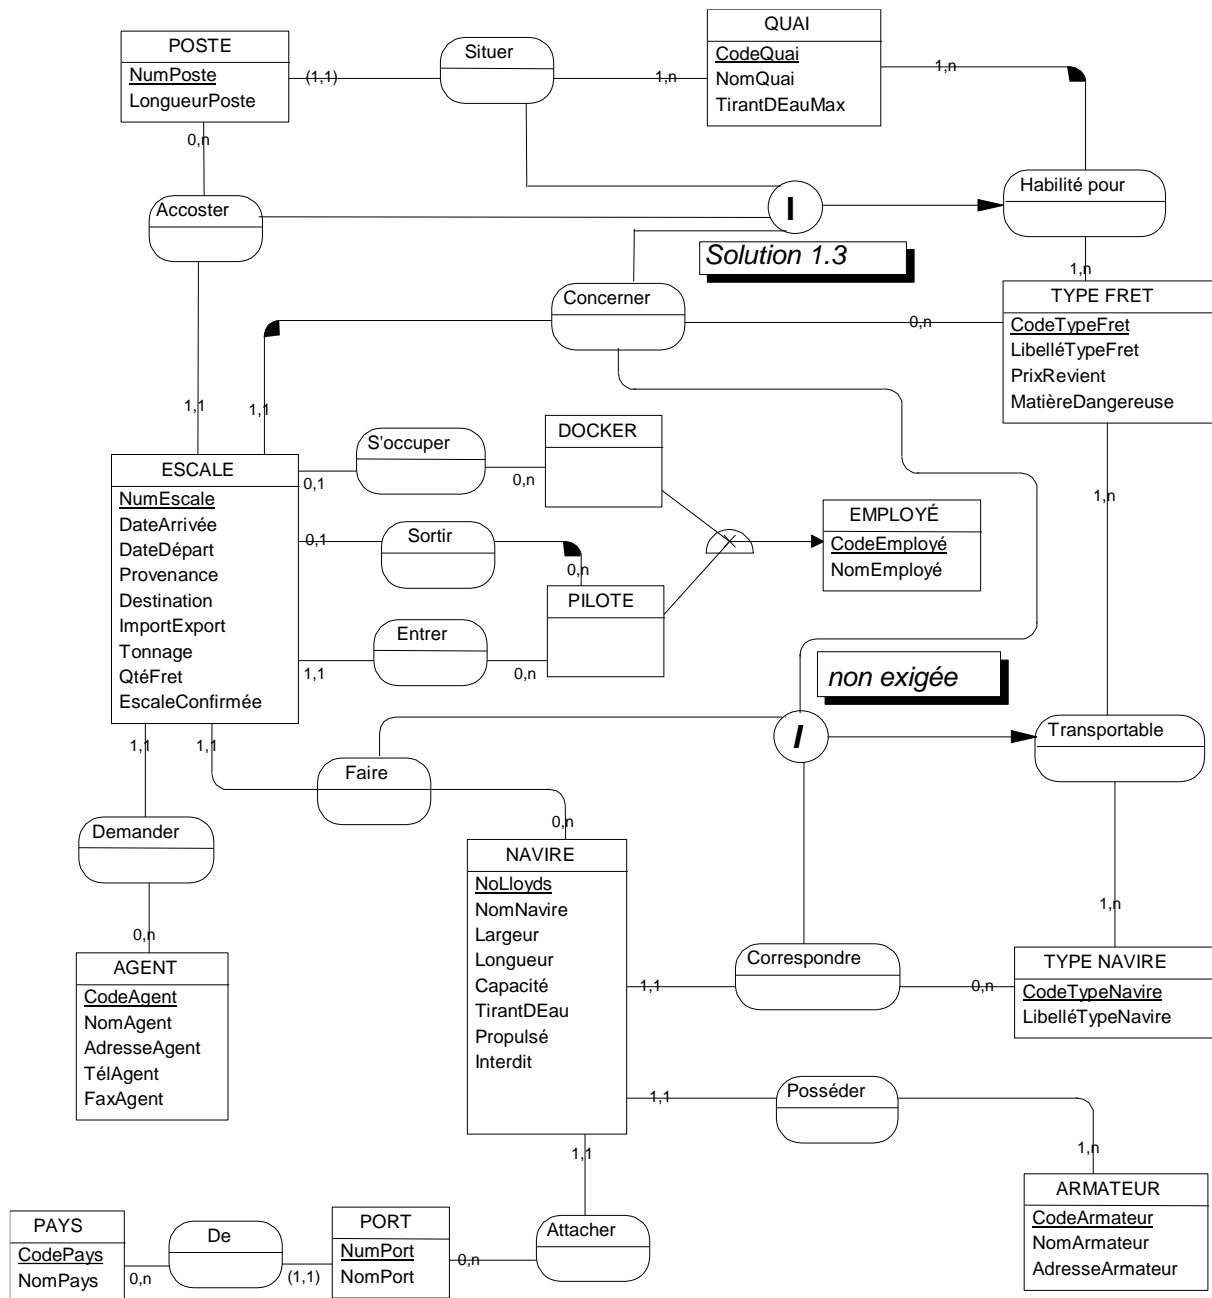 POSTE
NumPoste
LongueurPoste
(1,1)
Situer
1,n
QUAI
CodeQuai
NomQuai
TirantDEauMax
1,n
0,n
Accoster
I
Habilité pour
Solution 1.3
1,n
Concerner
0,n
TYPE FRET
CodeTypeFret
LibelléTypeFret
PrixRevient
MatièreDangereuse
1,1
1,1
S'occuper
DOCKER
0,1
0,n
1,n
ESCALE
NumEscale
DateArrivée
DateDépart
Provenance
Destination
ImportExport
Tonnage
QtéFret
EscaleConfirmée
0,1
Sortir
0,n
EMPLOYÉ
CodeEmployé
NomEmployé
PILOTE
Entrer
1,1
0,n
non exigée
1,1
1,1
I
Transportable
Faire
Demander
0,n
NAVIRE
NoLloyds
NomNavire
Largeur
Longueur
Capacité
TirantDEau
Propulsé
Interdit
1,n
0,n
AGENT
CodeAgent
NomAgent
AdresseAgent
TélAgent
FaxAgent
1,1
Correspondre
0,n
TYPE NAVIRE
CodeTypeNavire
LibelléTypeNavire
1,1
Posséder
1,n
1,1
ARMATEUR
CodeArmateur
NomArmateur
AdresseArmateur
PAYS
CodePays
NomPays
0,n
De
(1,1)
PORT
NumPort
NomPort
0,n
Attacher